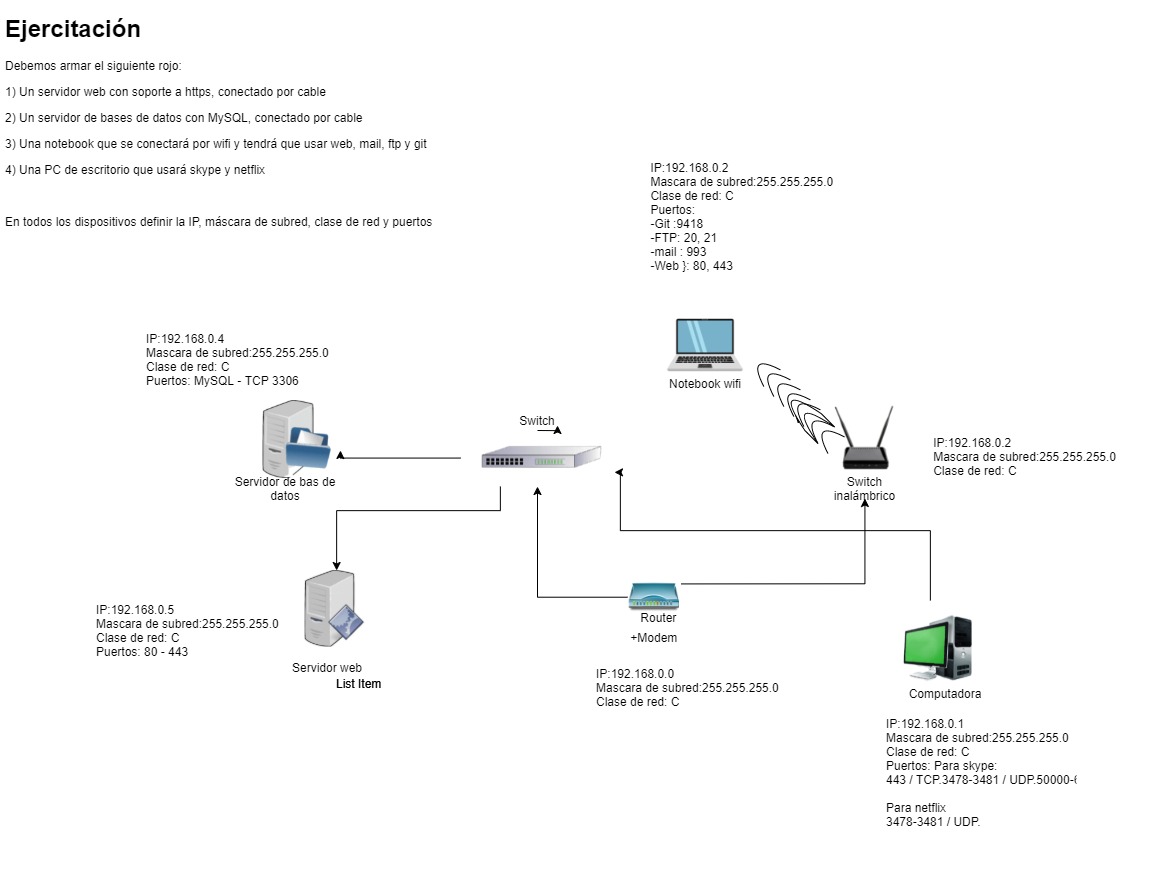 Ejercitación
Debemos armar el siguiente rojo:
1) Un servidor web con soporte a https, conectado por cable
2) Un servidor de bases de datos con MySQL, conectado por cable
3) Una notebook que se conectará por wifi y tendrá que usar web, mail, ftp y git
4) Una PC de escritorio que usará skype y netflix
En todos los dispositivos definir la IP, máscara de subred, clase de red y puertos
IP:192.168.0.2
Mascara de subred:255.255.255.0
Clase de red: C
Puertos:
-Git :9418
-FTP: 20, 21
-mail : 993
-Web }: 80, 443
Notebook wifi
IP:192.168.0.4
Mascara de subred:255.255.255.0
Clase de red: C
Puertos: MySQL - TCP 3306
Servidor de bas de
datos
Switch
Switch
inalámbrico
IP:192.168.0.2
Mascara de subred:255.255.255.0
Clase de red: C
IP:192.168.0.5
Mascara de subred:255.255.255.0
Clase de red: C
Puertos: 80 - 443
Servidor web
List Item
Router
+Modem
IP:192.168.0.0
Mascara de subred:255.255.255.0
Clase de red: C
Computadora
IP:192.168.0.1
Mascara de subred:255.255.255.0
Clase de red: C
Puertos: Para skype:
443 / TCP.3478-3481 / UDP.50000-
Para netflix
3478-3481 / UDP.